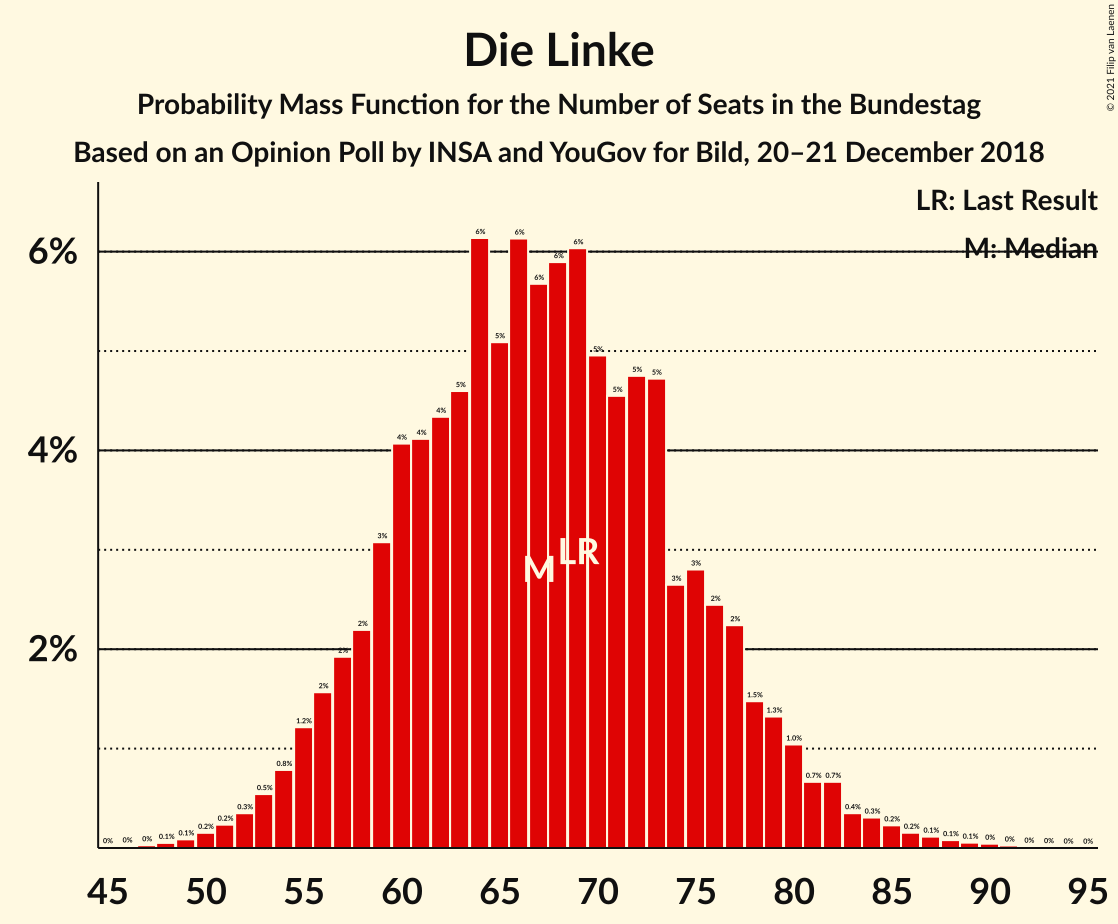 © 2021 Filip van Laenen
Die Linke
Probability Mass Function for the Number of Seats in the Bundestag
Based on an Opinion Poll by INSA and YouGov for Bild, 20–21 December 2018
LR: Last Result
M: Median
6%
4%
2%
0% 0% 0% 0.1% 0.1% 0.2% 0.2% 0.3% 0.5% 0.8% 1.2% 2% 2% 2% 3% 4% 4% 4% 5% 6% 5% 6% 6% 6% 6% 5% 5% 5% 5% 3% 3% 2% 2% 1.5% 1.3% 1.0% 0.7% 0.7% 0.4% 0.3% 0.2% 0.2% 0.1% 0.1% 0.1% 0% 0% 0% 0% 0% 0%
M LR
45 50 55 60 65 70 75 80 85 90 95